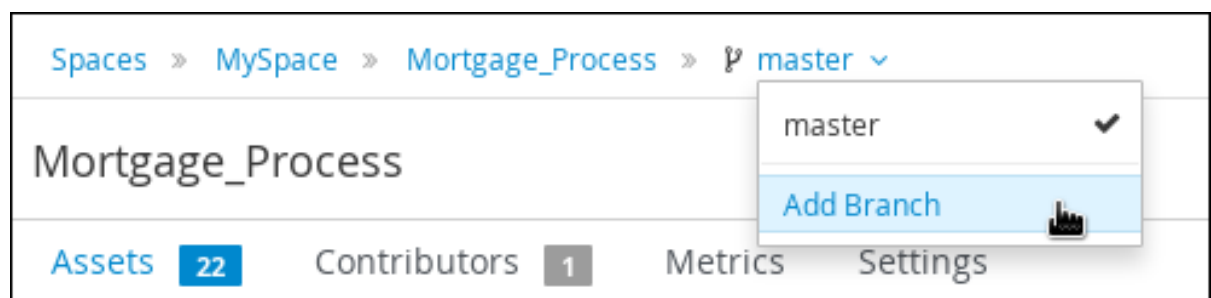 Spaces » MySpace » Mortgage_Process » master
master
Mortgage_Process
Add Branch
Assets 22 Contributors 1 Metrics Settings